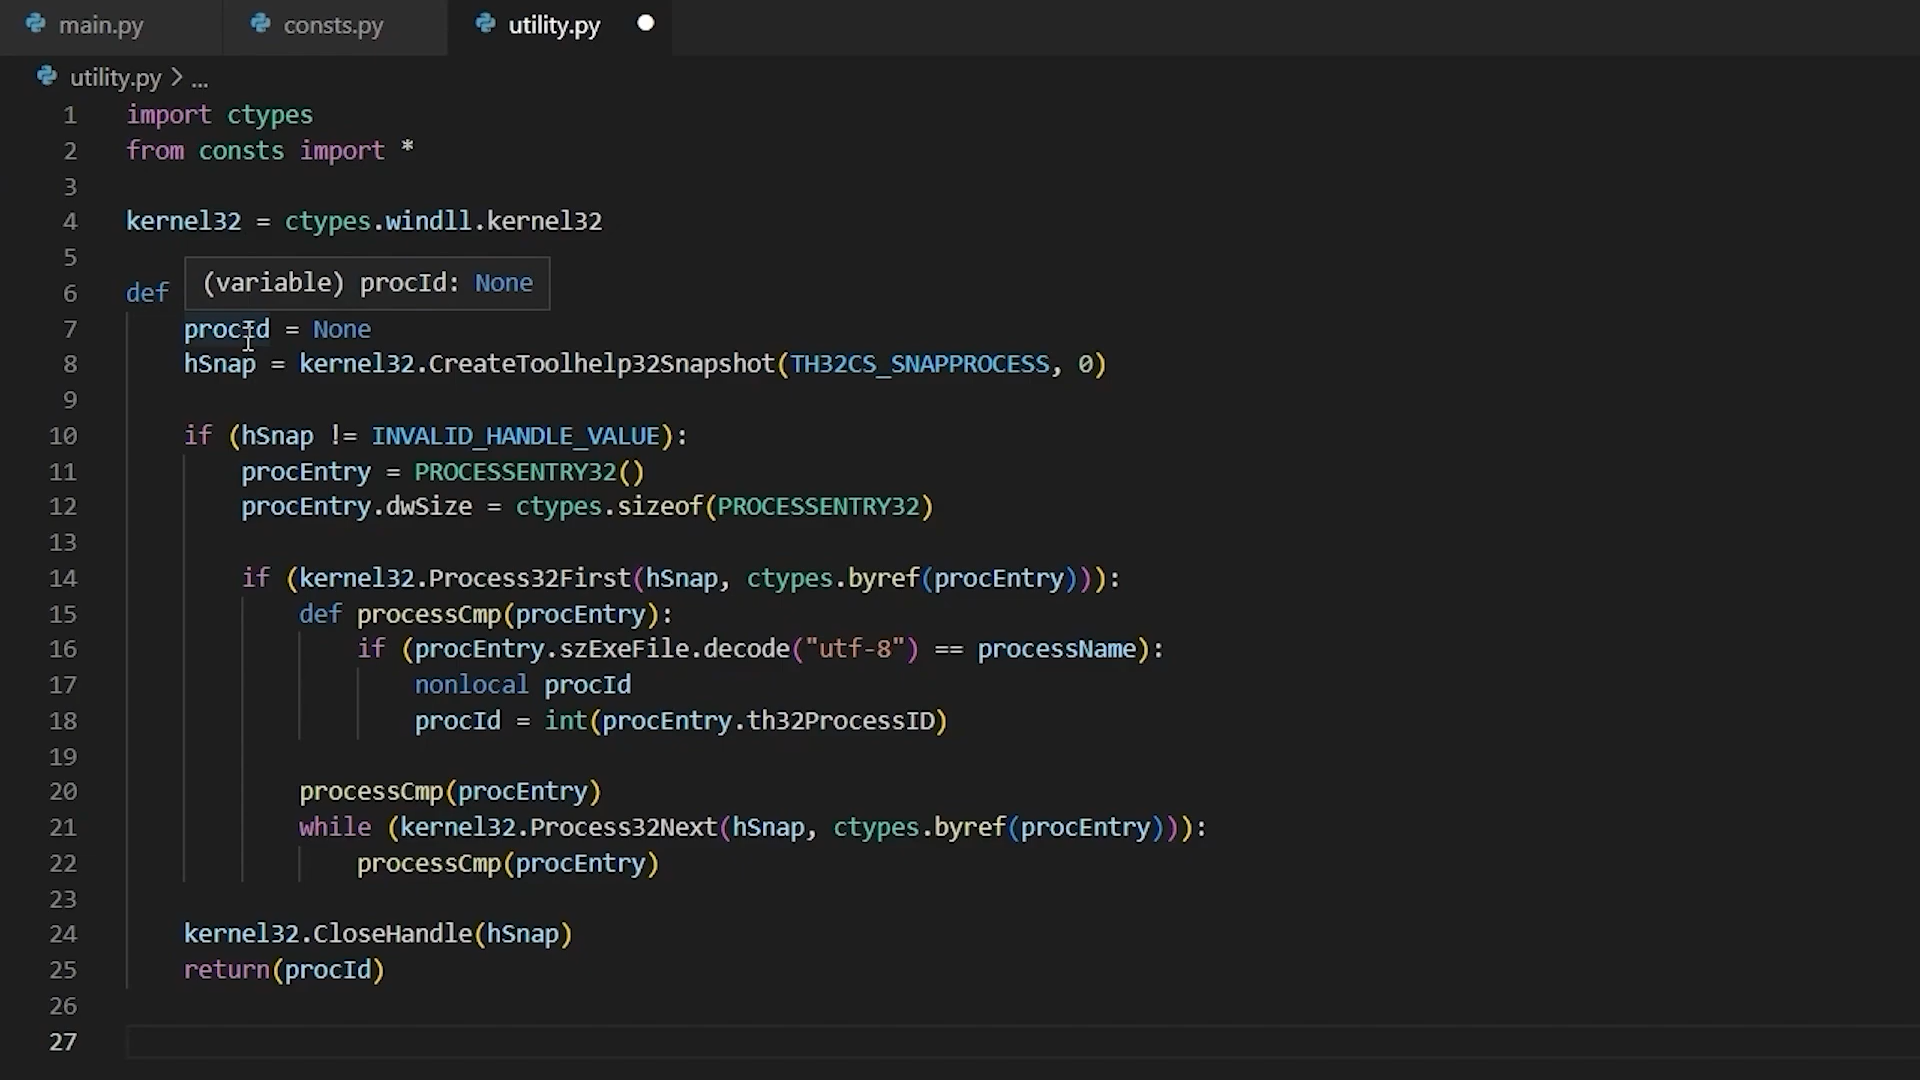 main.py consts.py utility.py
utility.py > ...
1 import ctypes
2 from consts import *
3
4 kernel32 = ctypes.windll.kernel32
5
(variable) procId: None
6 def
7 procId = None
8 hSnap = kernel32.CreateToolhelp32Snapshot(TH32CS_SNAPPROCESS, 0)
9
10 if (hSnap != INVALID_HANDLE_VALUE):
11 procEntry = PROCESSENTRY32()
12 procEntry.dwSize = ctypes.sizeof(PROCESSENTRY32)
13
14 if (kernel32.Process32First(hSnap, ctypes.byref(procEntry))):
15 def processCmp(procEntry):
16 if (procEntry.szExeFile.decode("utf-8") == processName):
17 nonlocal procId
18 procId = int(procEntry.th32ProcessID)
19
20 processCmp(procEntry)
21 while (kernel32.Process32Next(hSnap, ctypes.byref(procEntry))):
22 processCmp(procEntry)
23
24 kernel32.CloseHandle(hSnap)
25 return(procId)
26
27